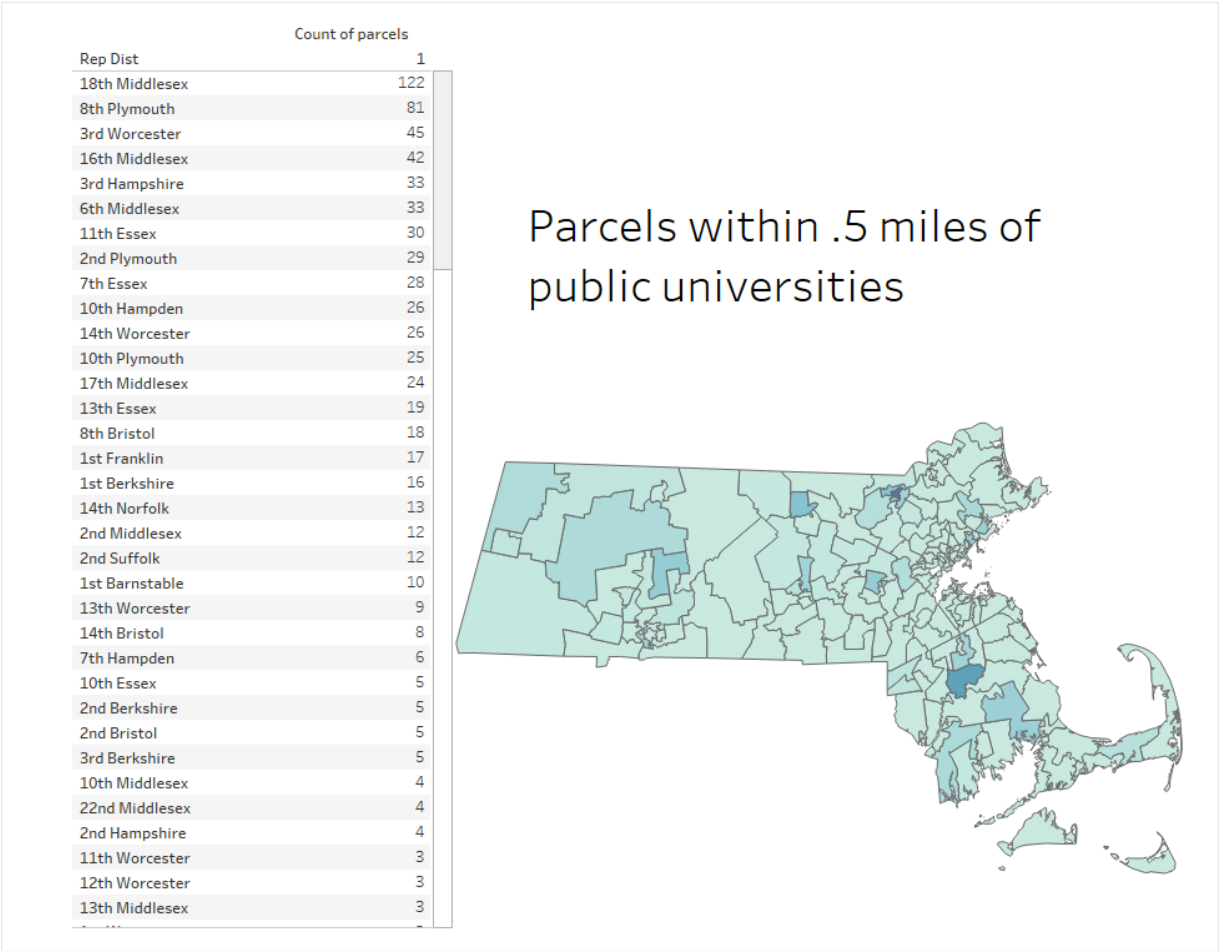 Count of parcels
Rep Dist 1
18th Middlesex 122
8th Plymouth 81
3rd Worcester 45
16th Middlesex 42
3rd Hampshire 33
6th Middlesex 33
11th Essex 30
2nd Plymouth 29
7th Essex 28
10th Hampden 26
14th Worcester 26
10th Plymouth 25
17th Middlesex 24
13th Essex 19
8th Bristol 18
1st Franklin 17
1st Berkshire 16
14th Norfolk 13
2nd Middlesex 12
2nd Suffolk 12
1st Barnstable 10
13th Worcester 9
14th Bristol 8
7th Hampden 6
10th Essex 5
2nd Berkshire 5
2nd Bristol 5
3rd Berkshire 5
10th Middlesex 4
22nd Middlesex 4
2nd Hampshire 4
11th Worcester 3
12th Worcester 3
13th Middlesex 3
Parcels within .5 miles of
public universities